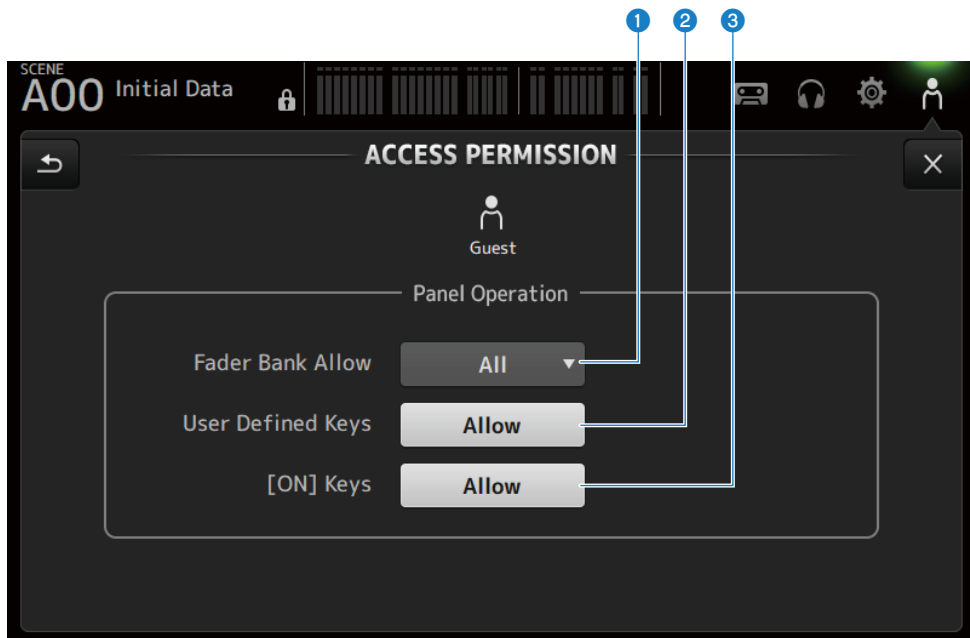 1 2 3
SCENE
A00 Initial Data
ACCESS PERMISSION
Guest
Panel Operation
Fader Bank Allow All
User Defined Keys Allow
[ON] Keys Allow